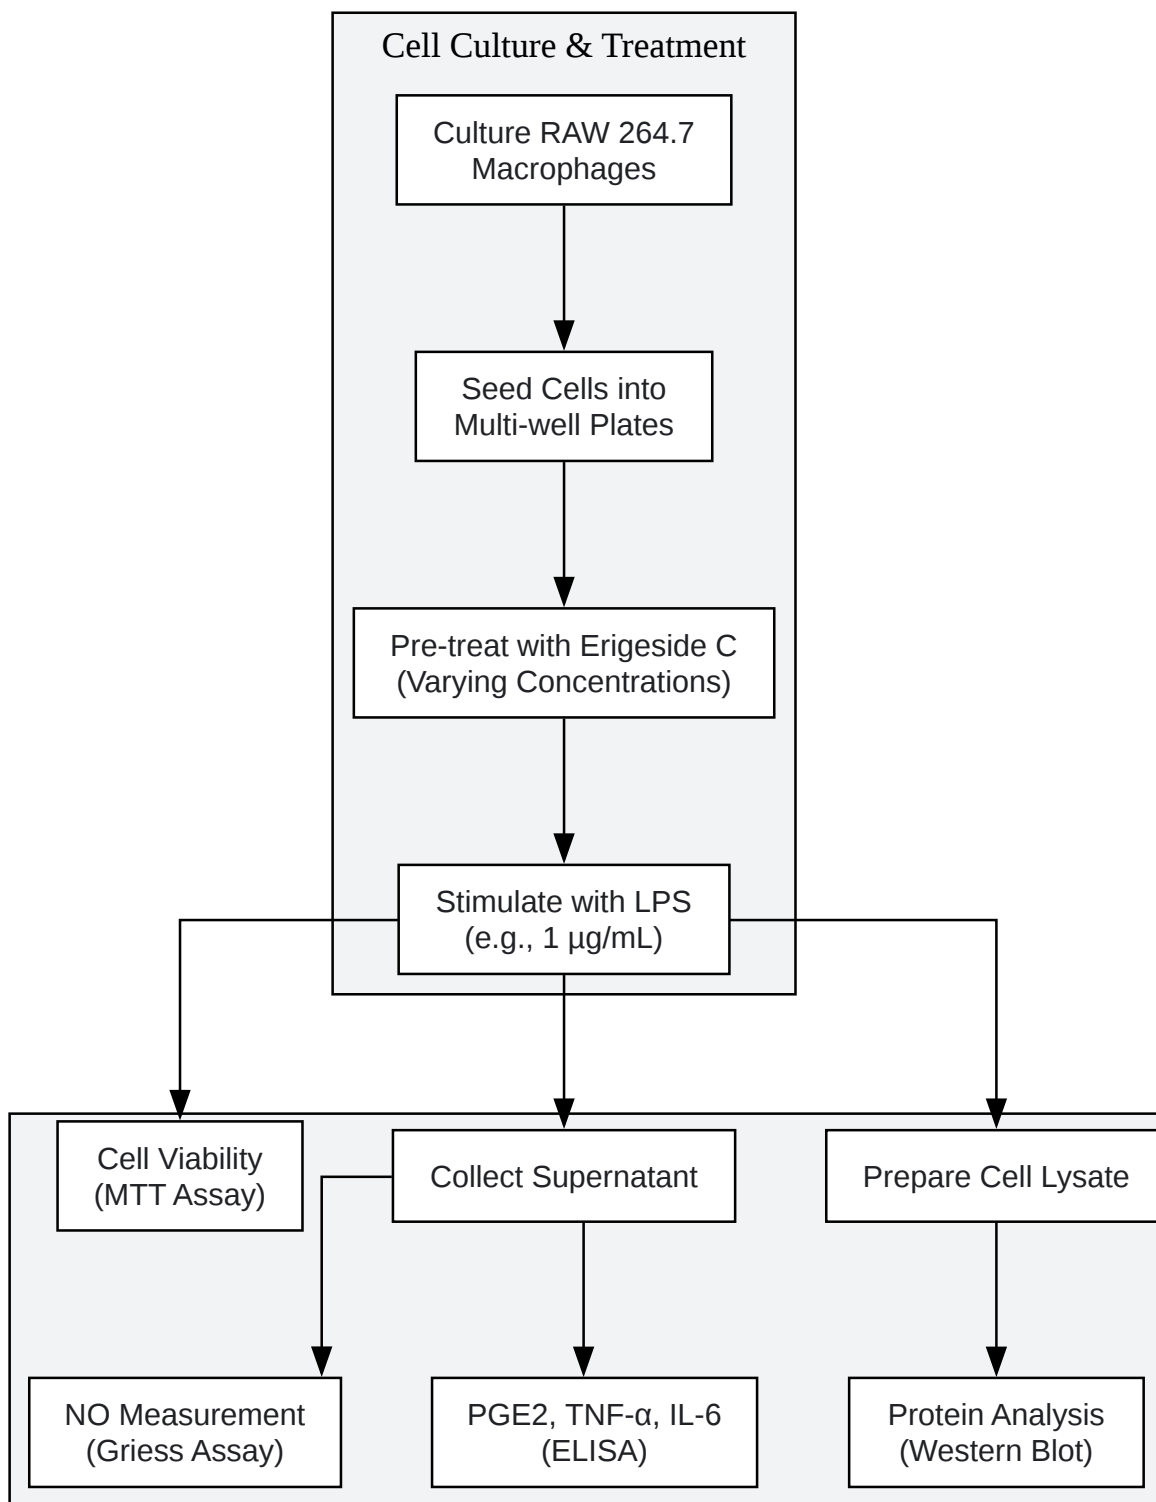 Cell Culture & Treatment
Culture RAW 264.7
Macrophages
Seed Cells into
Multi-well Plates
Pre-treat with Erigeside C
(Varying Concentrations)
Stimulate with LPS
(e.g., 1 µg/mL)
Cell Viability
(MTT Assay)
Collect Supernatant
Prepare Cell Lysate
NO Measurement
(Griess Assay)
PGE2, TNF-α, IL-6
(ELISA)
Protein Analysis
(Western Blot)